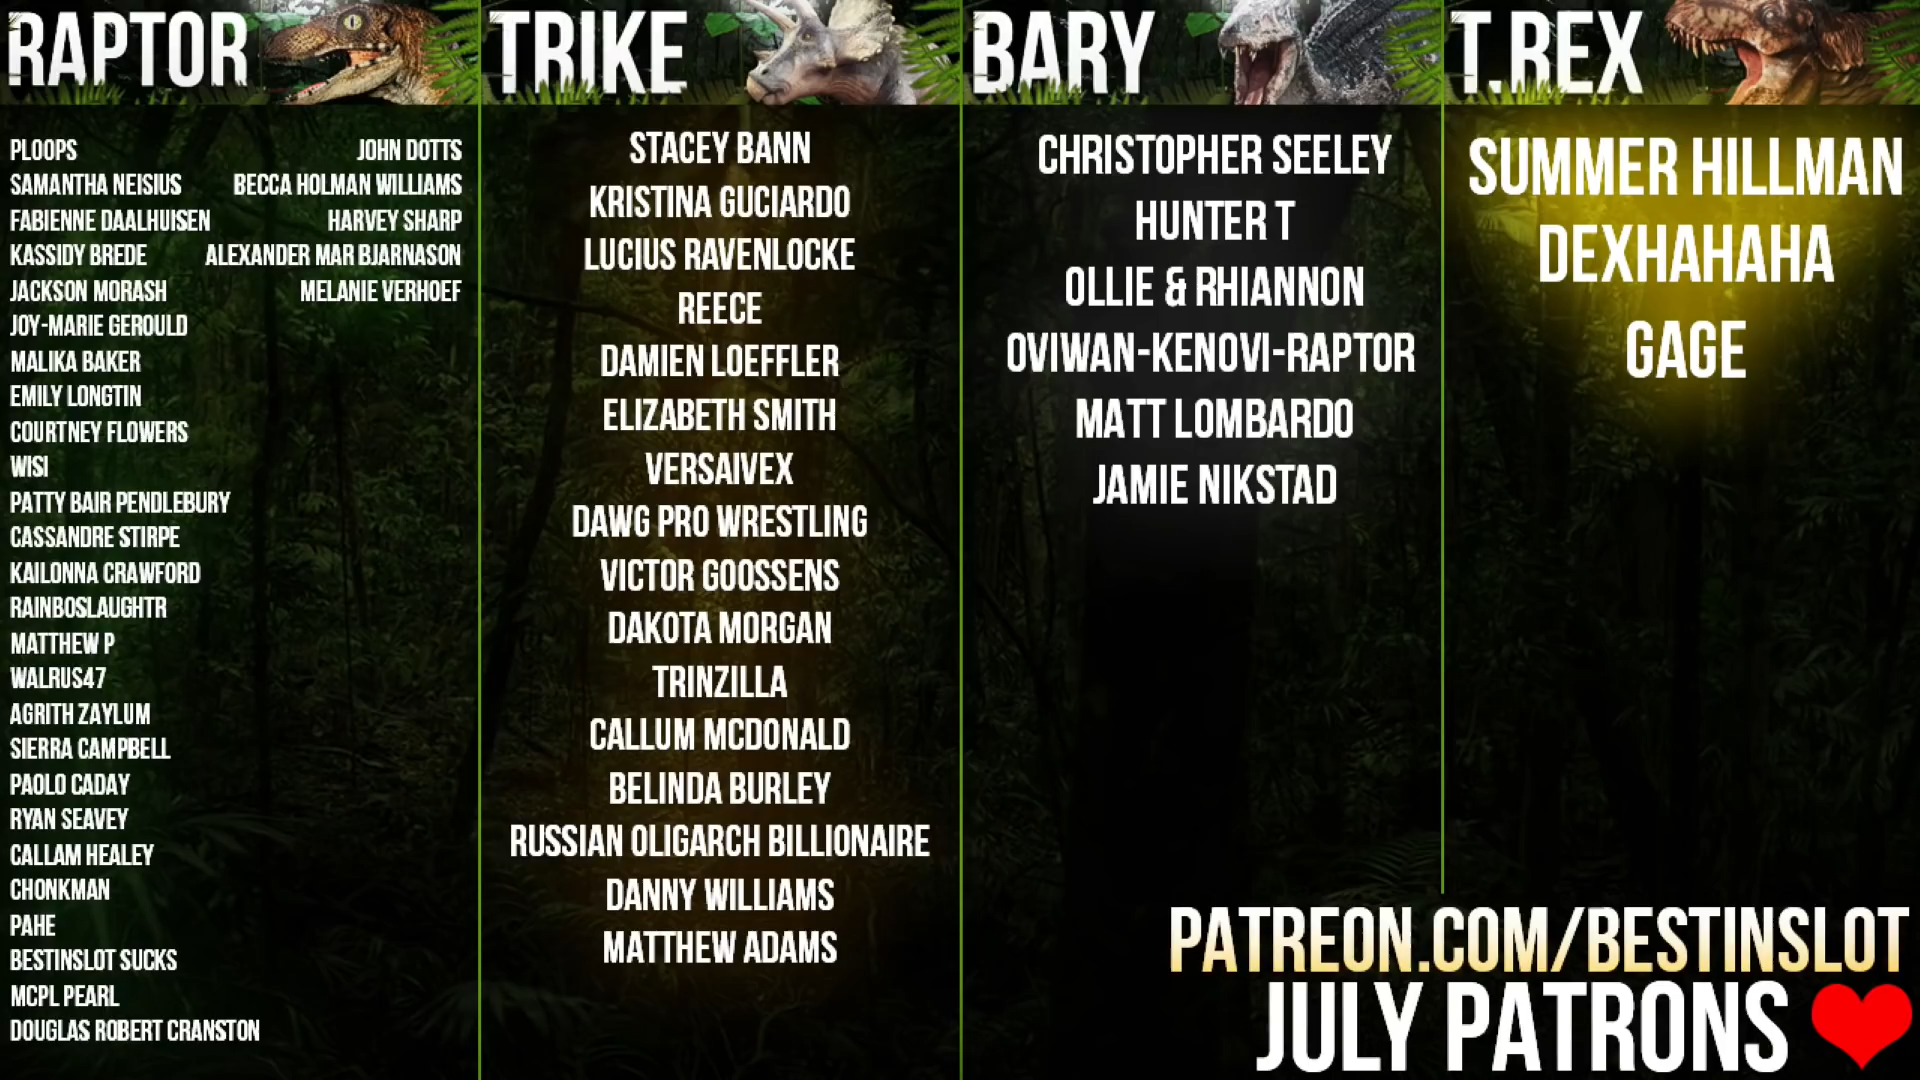 RAPTOR
PLOOPS
SAMANTHA NEISIUS
FABIENNE DAALHUISEN
KASSIDY BREDE
JACKSON MORASH
JOY-MARIE GEROULD
MALIKA BAKER
EMILY LONGTIN
COURTNEY FLOWERS
WISI
PATTY BAIR PENDLEBURY
CASSANDRE STIRPE
KAILONNA CRAWFORD
RAINBOSLAUGHTR
MATTHEW P
WALRUS47
AGRITH ZAYLUM
SIERRA CAMPBELL
PAOLO CADAY
RYAN SEAVEY
CALLAM HEALEY
CHONKMAN
PAHE
BESTINSLOT SUCKS
MCPL PEARL
DOUGLAS ROBERT CRANSTON
JOHN DOTTS
BECCA HOLMAN WILLIAMS
HARVEY SHARP
ALEXANDER MAR BJARNASON
MELANIE VERHOEF
TRIKE
STACEY BANN
KRISTINA GUCIARDO
LUCIUS RAVENLOCKE
REECE
DAMIEN LOEFFLER
ELIZABETH SMITH
VERSAIVEX
DAWG PRO WRESTLING
VICTOR GOOSSENS
DAKOTA MORGAN
TRINZILLA
CALLUM MCDONALD
BELINDA BURLEY
RUSSIAN OLIGARCH BILLIONAIRE
DANNY WILLIAMS
MATTHEW ADAMS
BARY
CHRISTOPHER SEELEY
HUNTER T
OLLIE & RHIANNON
OVIWAN-KENOVI-RAPTOR
MATT LOMBARDO
JAMIE NIKSTAD
T.REX
SUMMER HILLMAN
DEXHAHAHA
GAGE
PATREON.COM/BESTINSLOT
JULY PATRONS